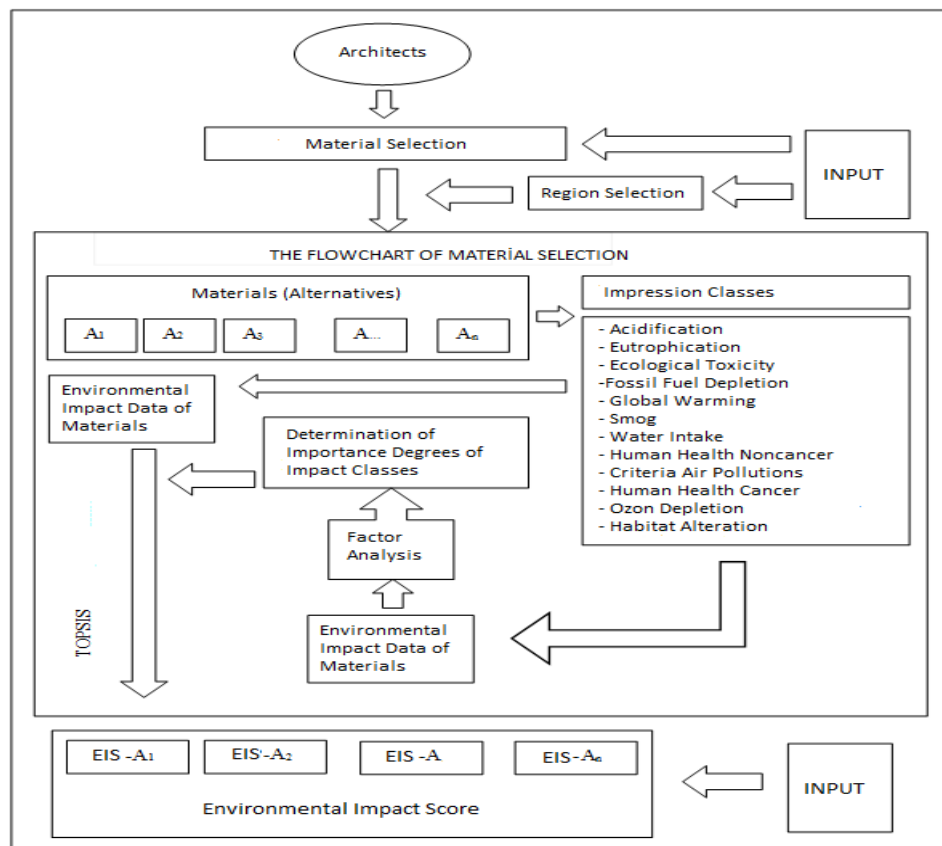 Architects
Material Selection
INPUT
Region Selection
THE FLOWCHART OF MATERİAL SELECTION
Materials (Alternatives)
A1
A2
A3
A...
An
Impression Classes
- Acidification
- Eutrophication
- Ecological Toxicity
-Fossil Fuel Depletion
- Global Warming
- Smog
- Water Intake
- Human Health Noncancer
- Criteria Air Pollutions
- Human Health Cancer
- Ozon Depletion
- Habitat Alteration
Environmental
Impact Data of
Materials
Determination of
Importance Degrees of
Impact Classes
Factor
Analysis
Environmental
Impact Data of
Materials
TOPSIS
EIS -A1
EIS'-A2
EIS -A
EIS- An
Environmental Impact Score
INPUT